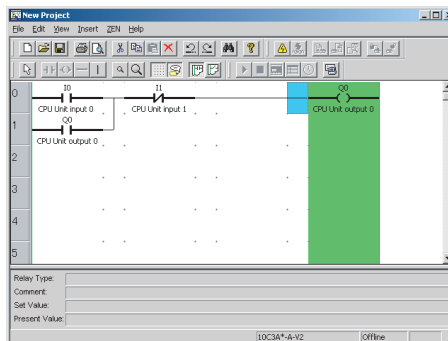 New Project
File Edit View Insert ZEN Help
0
I0
I1
Q0
CPU Unit input 0
CPU Unit input 1
CPU Unit output 0
1
Q0
CPU Unit output 0
2
3
4
5
Relay Type:
Comment:
Set Value:
Present Value:
10C3A*-A-V2
Offline